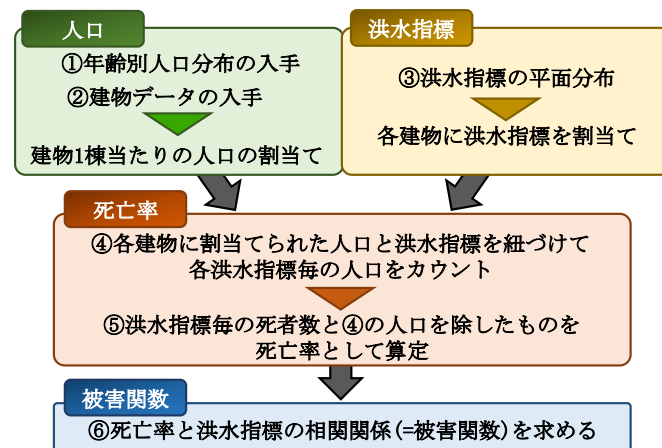 人口
①年齢別人口分布の入手
②建物データの入手
建物1棟当たりの人口の割当て
洪水指標
③洪水指標の平面分布
各建物に洪水指標を割当て
死亡率
④各建物に割当てられた人口と洪水指標を紐づけて
各洪水指標毎の人口をカウント
⑤洪水指標毎の死者数と④の人口を除したものを
死亡率として算定
被害関数
⑥死亡率と洪水指標の相関関係(=被害関数)を求める